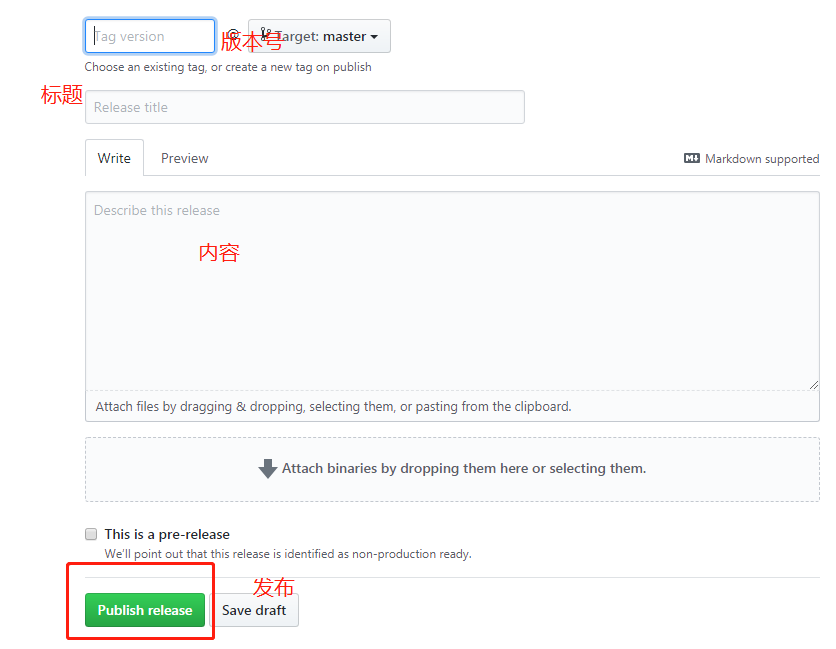 Tag version @ 版本号 Target: master
Choose an existing tag, or create a new tag on publish
标题
Release title
Write Preview Markdown supported
Describe this release
内容
Attach files by dragging & dropping, selecting them, or pasting from the clipboard.
Attach binaries by dropping them here or selecting them.
This is a pre-release
We'll point out that this release is identified as non-production ready.
发布
Publish release Save draft